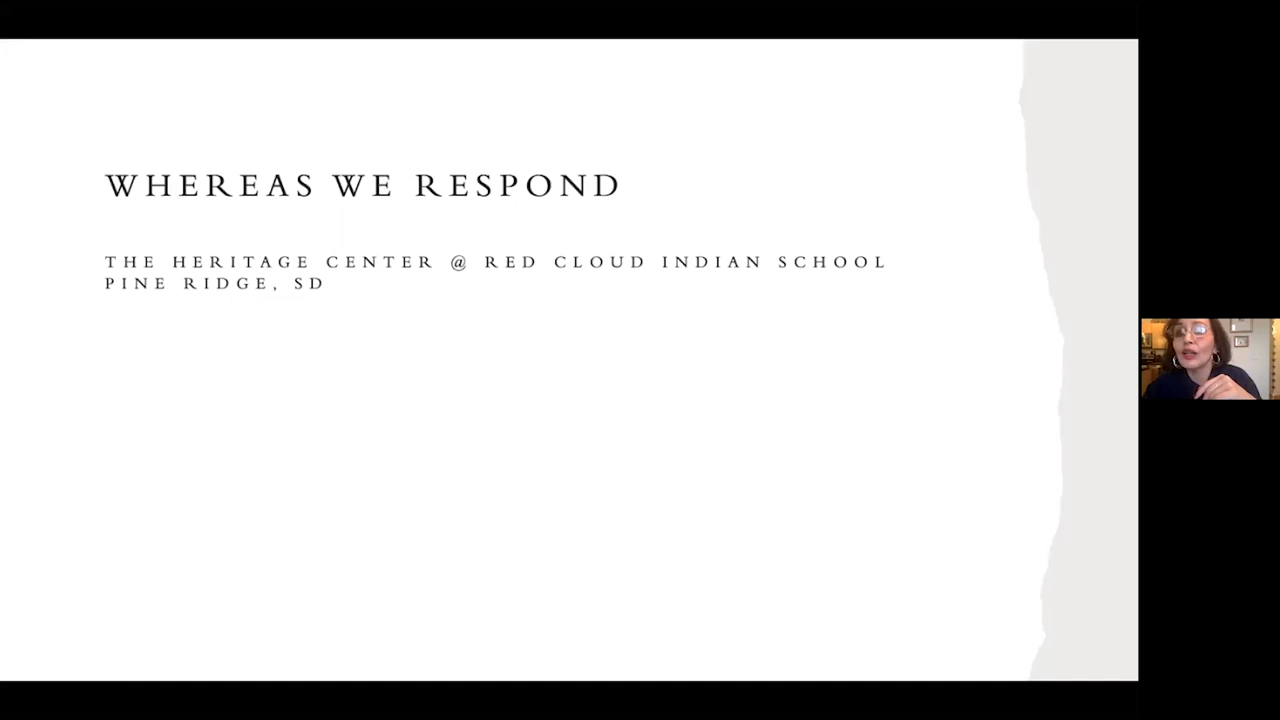 WHEREAS WE RESPOND
THE HERITAGE CENTER @ RED CLOUD INDIAN SCHOOL
PINE RIDGE, SD